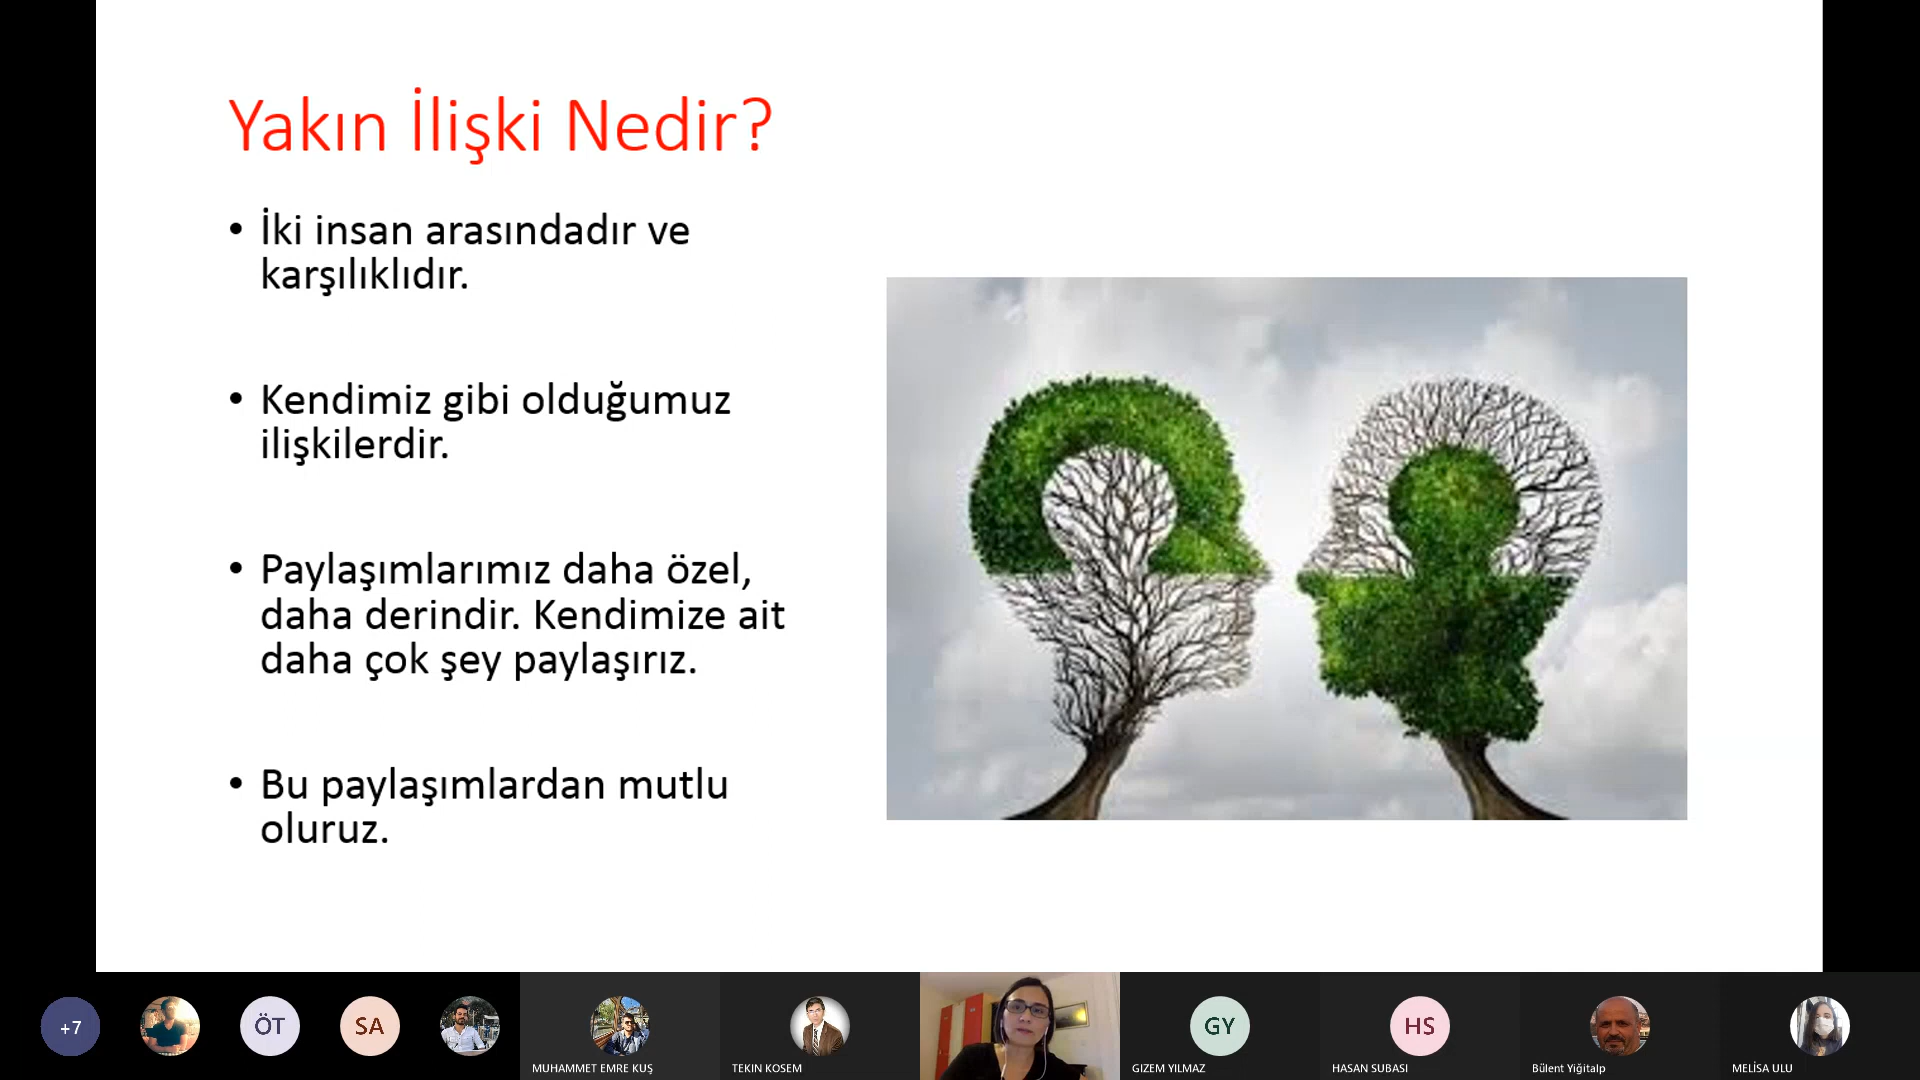 Yakın İlişki Nedir?
• İki insan arasındadır ve
karşılıklıdır.
• Kendimiz gibi olduğumuz
ilişkilerdir.
• Paylaşımlarımız daha özel,
daha derindir. Kendimize ait
daha çok şey paylaşırız.
• Bu paylaşımlardan mutlu
oluruz.
+7
ÖT
SA
GY
HS
MUHAMMET EMRE KUŞ
TEKIN KOSEM
GIZEM YILMAZ
HASAN SUBASI
Bülent Yiğitalp
MELİSA ULU